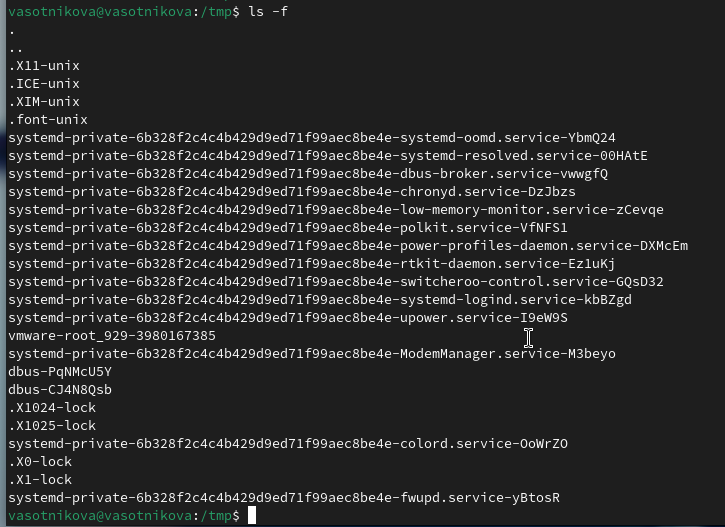 vasotnikova@vasotnikova:/tmp$ ls -f
.
..
.X11-unix
.ICE-unix
.XIM-unix
.font-unix
systemd-private-6b328f2c4c4b429d9ed71f99aec8be4e-systemd-oomd.service-YbmQ24
systemd-private-6b328f2c4c4b429d9ed71f99aec8be4e-systemd-resolved.service-00HAtE
systemd-private-6b328f2c4c4b429d9ed71f99aec8be4e-dbus-broker.service-vwwgfQ
systemd-private-6b328f2c4c4b429d9ed71f99aec8be4e-chronyd.service-DzJbzs
systemd-private-6b328f2c4c4b429d9ed71f99aec8be4e-low-memory-monitor.service-zCevqe
systemd-private-6b328f2c4c4b429d9ed71f99aec8be4e-polkit.service-VfNFS1
systemd-private-6b328f2c4c4b429d9ed71f99aec8be4e-power-profiles-daemon.service-DXMcEm
systemd-private-6b328f2c4c4b429d9ed71f99aec8be4e-rtkit-daemon.service-Ez1uKj
systemd-private-6b328f2c4c4b429d9ed71f99aec8be4e-switcheroo-control.service-GQsD32
systemd-private-6b328f2c4c4b429d9ed71f99aec8be4e-systemd-logind.service-kbBZgd
systemd-private-6b328f2c4c4b429d9ed71f99aec8be4e-upower.service-I9eW9S
vmware-root_929-3980167385
systemd-private-6b328f2c4c4b429d9ed71f99aec8be4e-ModemManager.service-M3beyo
dbus-PqNMcU5Y
dbus-CJ4N8Qsb
.X1024-lock
.X1025-lock
systemd-private-6b328f2c4c4b429d9ed71f99aec8be4e-colord.service-OoWrZO
.X0-lock
.X1-lock
systemd-private-6b328f2c4c4b429d9ed71f99aec8be4e-fwupd.service-yBtosR
vasotnikova@vasotnikova:/tmp$